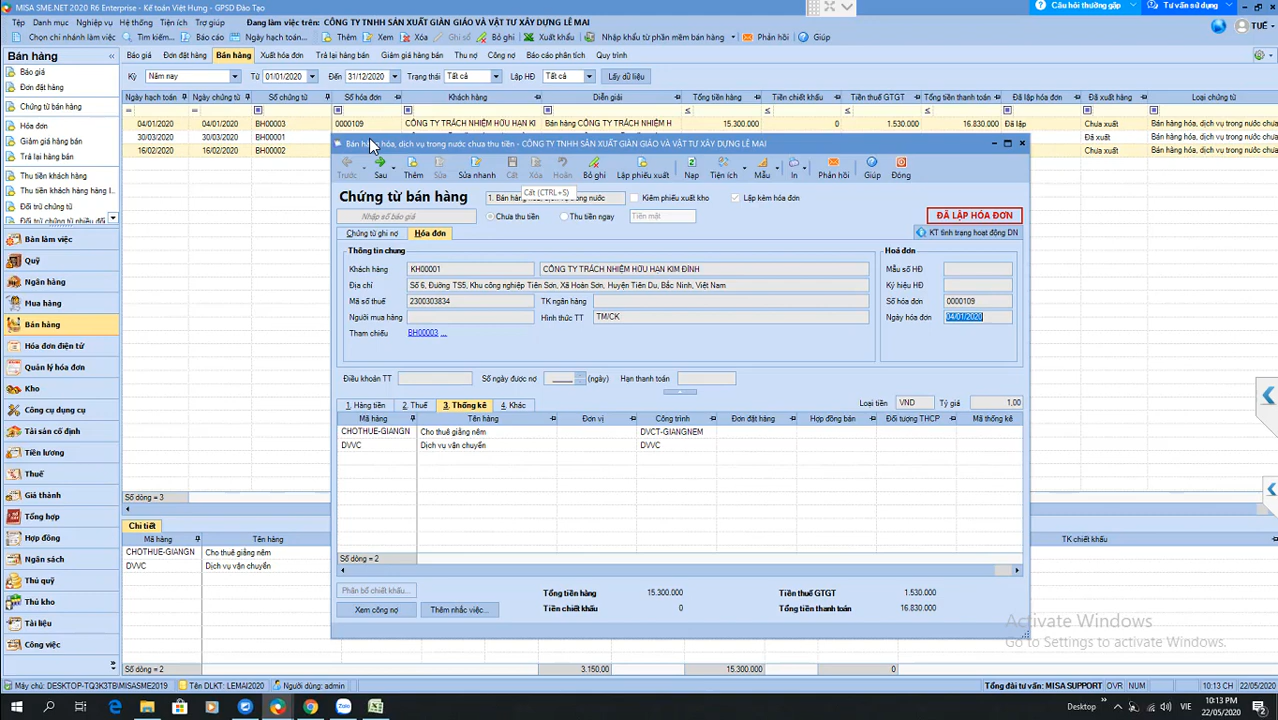 MISA SME.NET 2020 R6 Enterprise - Kế toán Việt Hưng - GPSD Đào Tạo
Câu hỏi thường gặp
Tư vấn sử dụng
Tệp Danh mục Nghiệp vụ Hệ thống Tiện ích Trợ giúp Đang làm việc trên: CÔNG TY TNHH SẢN XUẤT GIÀN GIÁO VÀ VẬT TƯ XÂY DỰNG LÊ MAI
TUẾ
Chọn chi nhánh làm việc Tìm kiếm... Báo cáo Ngày hạch toán... Thêm Xem Xóa Ghi sổ Bỏ ghi Xuất khẩu Nhập khẩu từ phần mềm bán hàng Phản hồi Giúp
Bán hàng
Báo giá Đơn đặt hàng Bán hàng Xuất hóa đơn Trả lại hàng bán Giảm giá hàng bán Thu nợ Công nợ Báo cáo phân tích Quy trình
Kỳ Năm nay Từ 01/01/2020 Đến 31/12/2020 Trạng thái Tất cả Lập HĐ Tất cả Lấy dữ liệu
Ngày hạch toán Ngày chứng từ Số chứng từ Số hóa đơn Khách hàng Diễn giải Tổng tiền hàng Tiền chiết khấu Tiền thuế GTGT Tổng tiền thanh toán Đã lập hóa đơn Đã xuất hàng Loại chứng từ
04/01/2020 04/01/2020 BH00003 0000109 CÔNG TY TRÁCH NHIỆM HỮU HẠN KI Bán hàng CÔNG TY TRÁCH NHIỆM H 15.300.000 1.530.000 16.830.000 Đã lập Chưa xuất
30/03/2020 30/03/2020 BH00001 Đã xuất
16/02/2020 16/02/2020 BH00002 Chưa xuất
Báo giá
Đơn đặt hàng
Chứng từ bán hàng
Hóa đơn
Giảm giá hàng bán
Trả lại hàng bán
Thu tiền khách hàng
Thu tiền khách hàng hàng l
Đối trừ chứng từ
Đối trừ chứng từ nhiều đối
Bàn làm việc
Quỹ
Ngân hàng
Mua hàng
Bán hàng
Hóa đơn điện tử
Quản lý hóa đơn
Kho
Công cụ dụng cụ
Tài sản cố định
Tiền lương
Thuế
Giá thành
Tổng hợp
Hợp đồng
Ngân sách
Thủ quỹ
Thủ kho
Tài liệu
Công việc
Bán hàng hóa, dịch vụ trong nước chưa thu tiền - CÔNG TY TNHH SẢN XUẤT GIÀN GIÁO VÀ VẬT TƯ XÂY DỰNG LÊ MAI
Trước Sau Thêm Sửa Sửa nhanh Cất Xóa Hoãn Bỏ ghi Lập phiếu xuất Nạp Tiện ích Mẫu In Phản hồi Giúp Đóng
Cất (CTRL+S)
Chứng từ bán hàng 1. Bán hàng hóa, dịch vụ trong nước Kiêm phiếu xuất kho Lập kèm hóa đơn
Nhập số báo giá Chưa thu tiền Thu tiền ngay Tiền mặt
ĐÃ LẬP HÓA ĐƠN
Chứng từ ghi nợ Hóa đơn
KT tình trạng hoạt động DN
Thông tin chung
Hoá đơn
Khách hàng KH00001 CÔNG TY TRÁCH NHIỆM HỮU HẠN KIM ĐỈNH Mẫu số HĐ
Địa chỉ Số 6, Đường TS5, Khu công nghiệp Tiên Sơn, Xã Hoàn Sơn, Huyện Tiên Du, Bắc Ninh, Việt Nam Ký hiệu HĐ
Mã số thuế 2300303834 TK ngân hàng Số hóa đơn 0000109
Người mua hàng Hình thức TT TM/CK Ngày hóa đơn 04/01/2020
Tham chiếu BH00003 ...
Điều khoản TT Số ngày được nợ (ngày) Hạn thanh toán
1. Hàng tiền 2. Thuế 3. Thống kê 4. Khác Loại tiền VND Tỷ giá 1,00
Mã hàng Tên hàng Đơn vị Công trình Đơn đặt hàng Hợp đồng bán Đối tượng THCP Mã thống kê
CHOTHUE-GIANGN Cho thuê giằng nêm DVCT-GIANGNEM
DVVC Dịch vụ vận chuyển DVVC
Số dòng = 2
Phân bổ chiết khấu... Tổng tiền hàng 15.300.000 Tiền thuế GTGT 1.530.000
Xem công nợ Thêm nhắc việc... Tiền chiết khấu 0 Tổng tiền thanh toán 16.830.000
Số dòng = 3
Chi tiết
Mã hàng Tên hàng TK chiết khấu
CHOTHUE-GIANGN Cho thuê giằng nêm
DVVC Dịch vụ vận chuyển
Activate Windows
Go to Settings to activate Windows.
Số dòng = 2 3.150,00 15.300.000 0
Máy chủ: DESKTOP-TQ3K3TB\MISASME2019 Tên DLKT: LEMAI2020 Người dùng: admin Tổng đài tư vấn: MISA SUPPORT OVR NUM 10:13 CH 22/05/2020
Desktop VIE 10:13 PM
22/05/2020